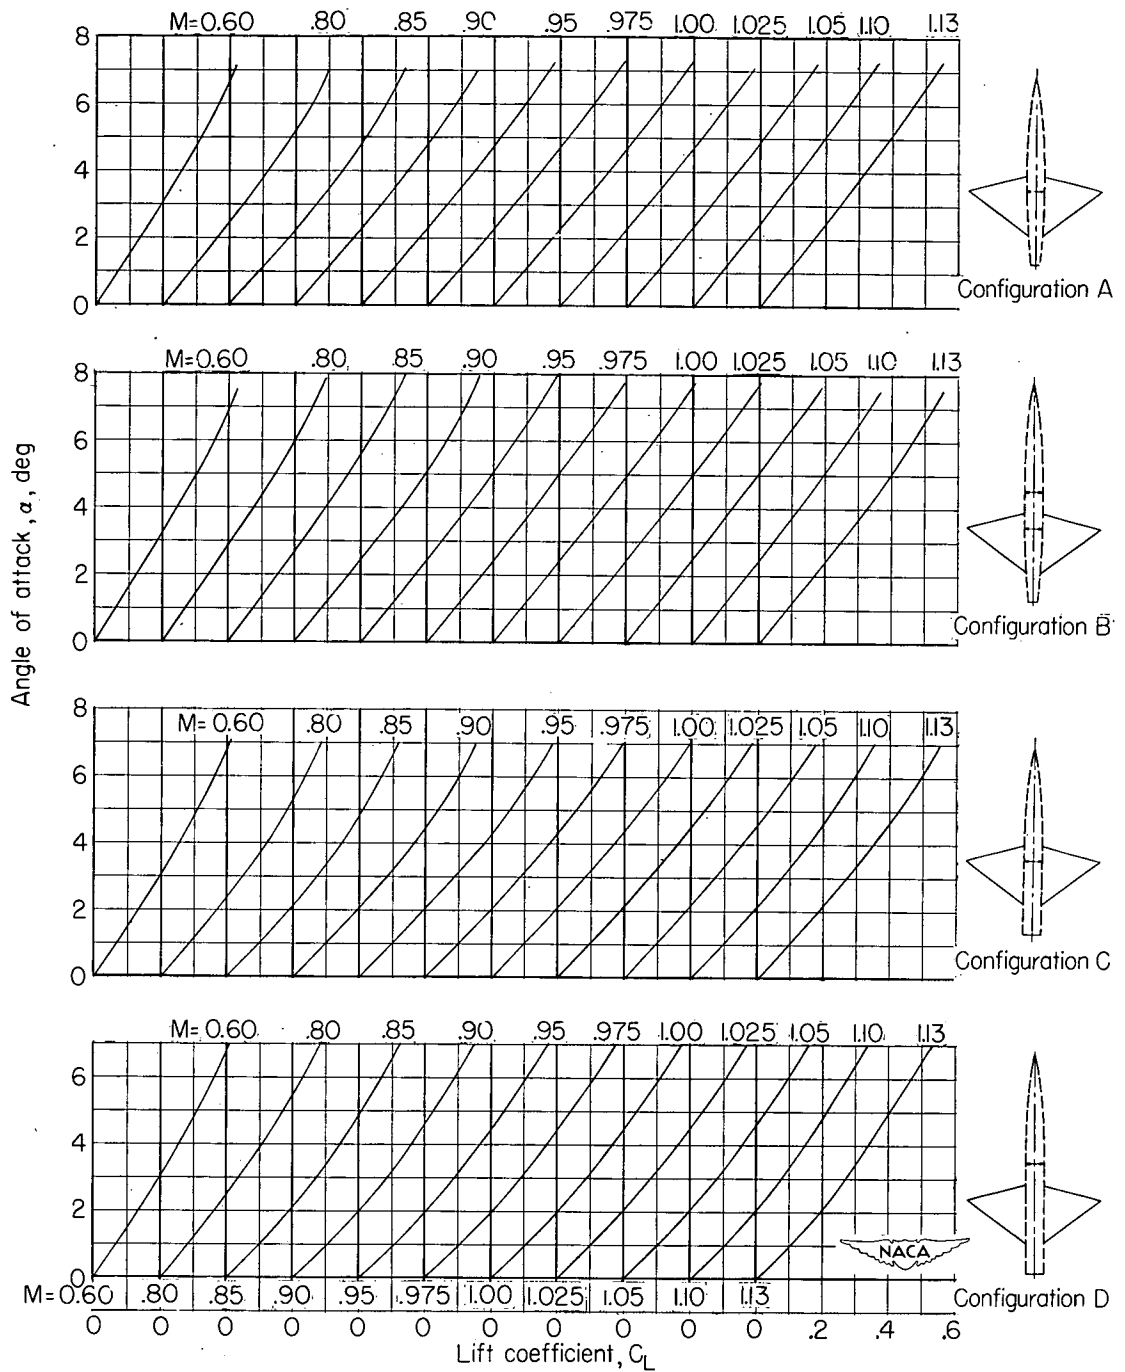 M=0.60 .80 .85 .90 .95 .975 1.00 1.025 1.05 1.10 1.13
8
6
4
2
0
Configuration A
M=0.60 .80 .85 .90 .95 .975 1.00 1.025 1.05 1.10 1.13
8
6
4
2
0
Configuration B
Angle of attack, α, deg
M=0.60 .80 .85 .90 .95 .975 1.00 1.025 1.05 1.10 1.13
8
6
4
2
0
Configuration C
M=0.60 .80 .85 .90 .95 .975 1.00 1.025 1.05 1.10 1.13
6
4
2
0
NACA
Configuration D
M=0.60 .80 .85 .90 .95 .975 1.00 1.025 1.05 1.10 1.13
0 0 0 0 0 0 0 0 0 0 0 .2 .4 .6
Lift coefficient, CL